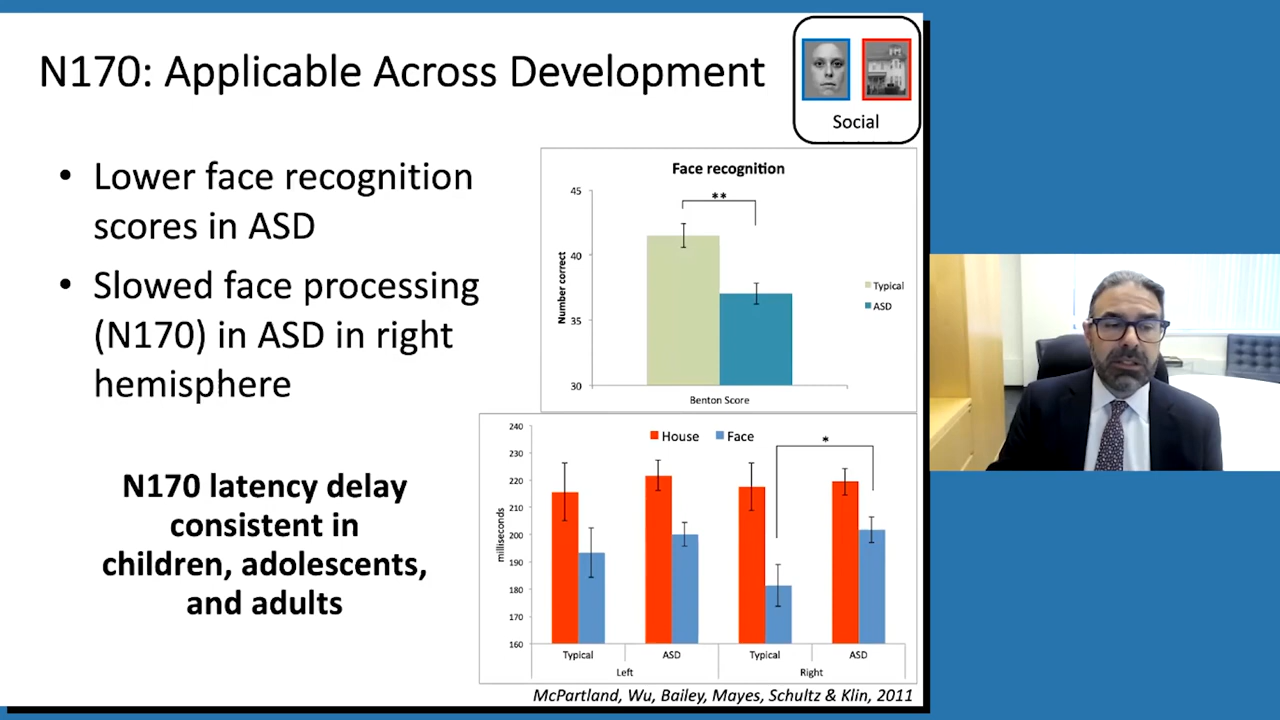 N170: Applicable Across Development
Social
• Lower face recognition
scores in ASD
• Slowed face processing
(N170) in ASD in right
hemisphere
N170 latency delay
consistent in
children, adolescents,
and adults
Face recognition
45
**
40
35
30
Number correct
Typical
ASD
Benton Score
240
230
220
210
200
190
180
170
160
milliseconds
House Face
*
Typical ASD Typical ASD
Left Right
McPartland, Wu, Bailey, Mayes, Schultz & Klin, 2011